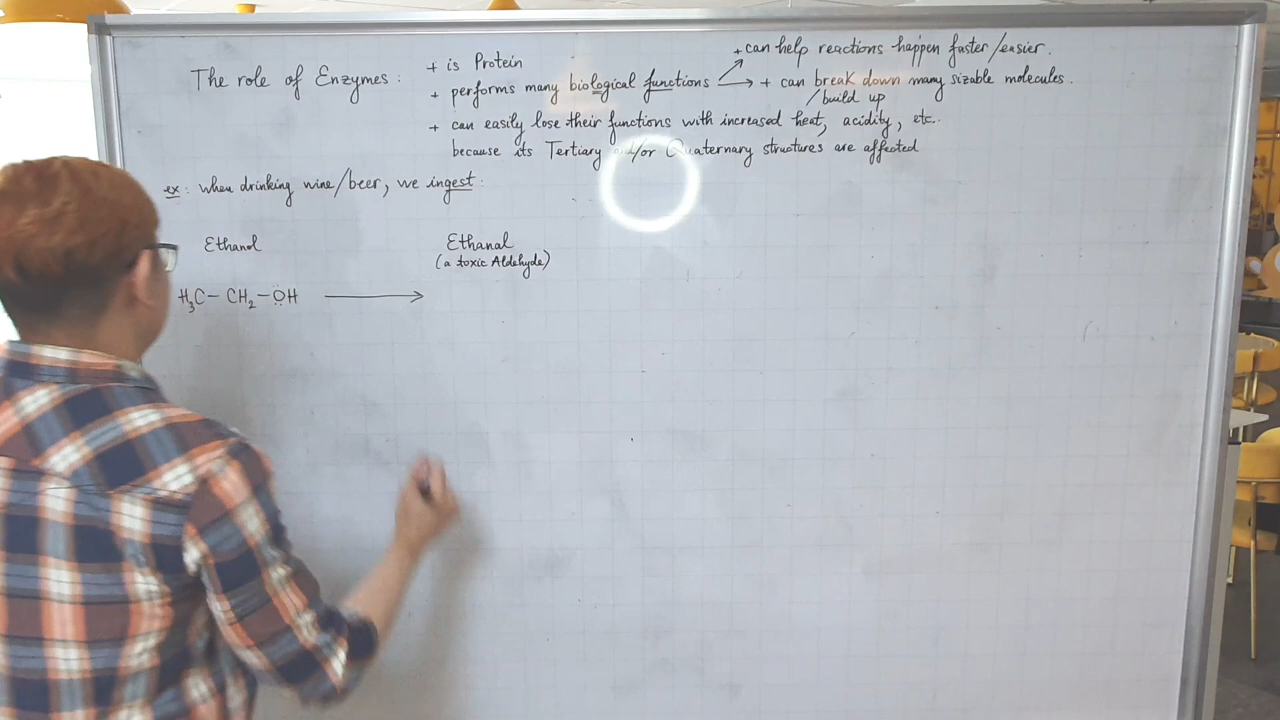 + can help reactions happen faster/easier.
The role of Enzymes: + is Protein
+ performs many biological functions → + can break down many sizable molecules.
/build up
+ can easily lose their functions with increased heat, acidity, etc..
because its Tertiary and/or Quaternary structures are affected
ex: when drinking wine/beer, we ingest:
Ethanol Ethanal
(a toxic Aldehyde)
H₃C – CH₂ – OH →